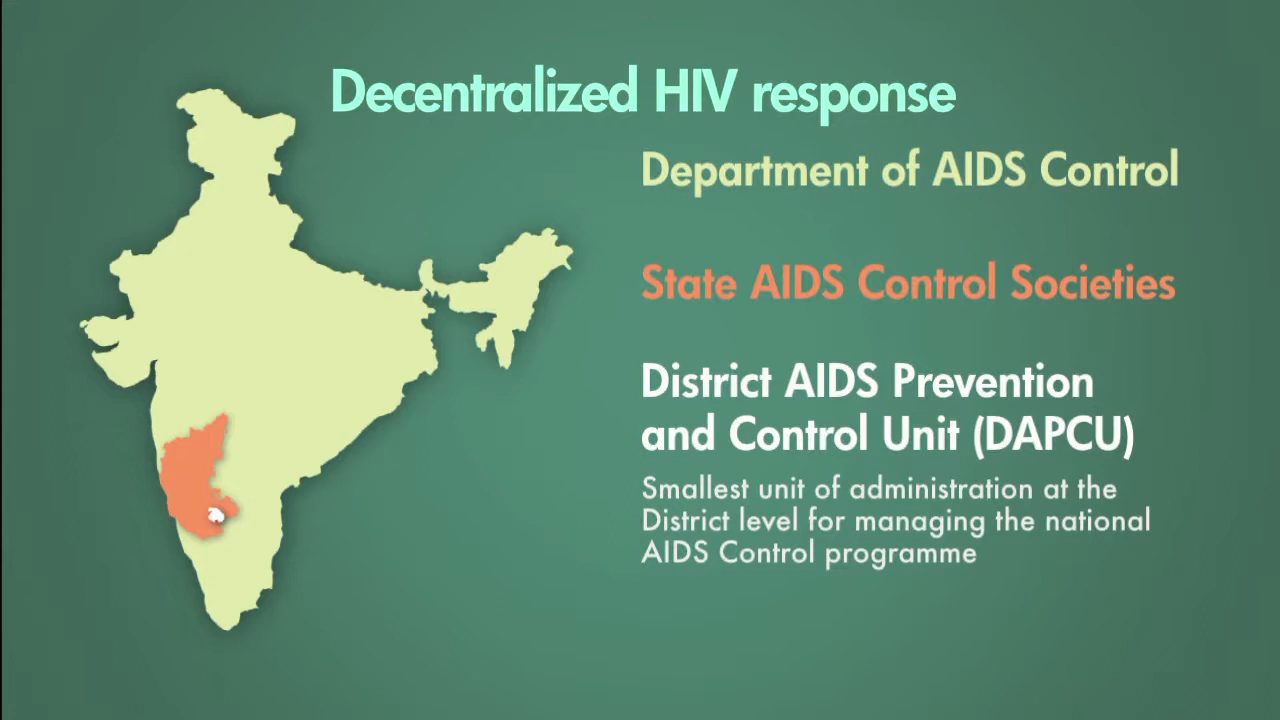 Decentralized HIV response
Department of AIDS Control
State AIDS Control Societies
District AIDS Prevention
and Control Unit (DAPCU)
Smallest unit of administration at the
District level for managing the national
AIDS Control programme